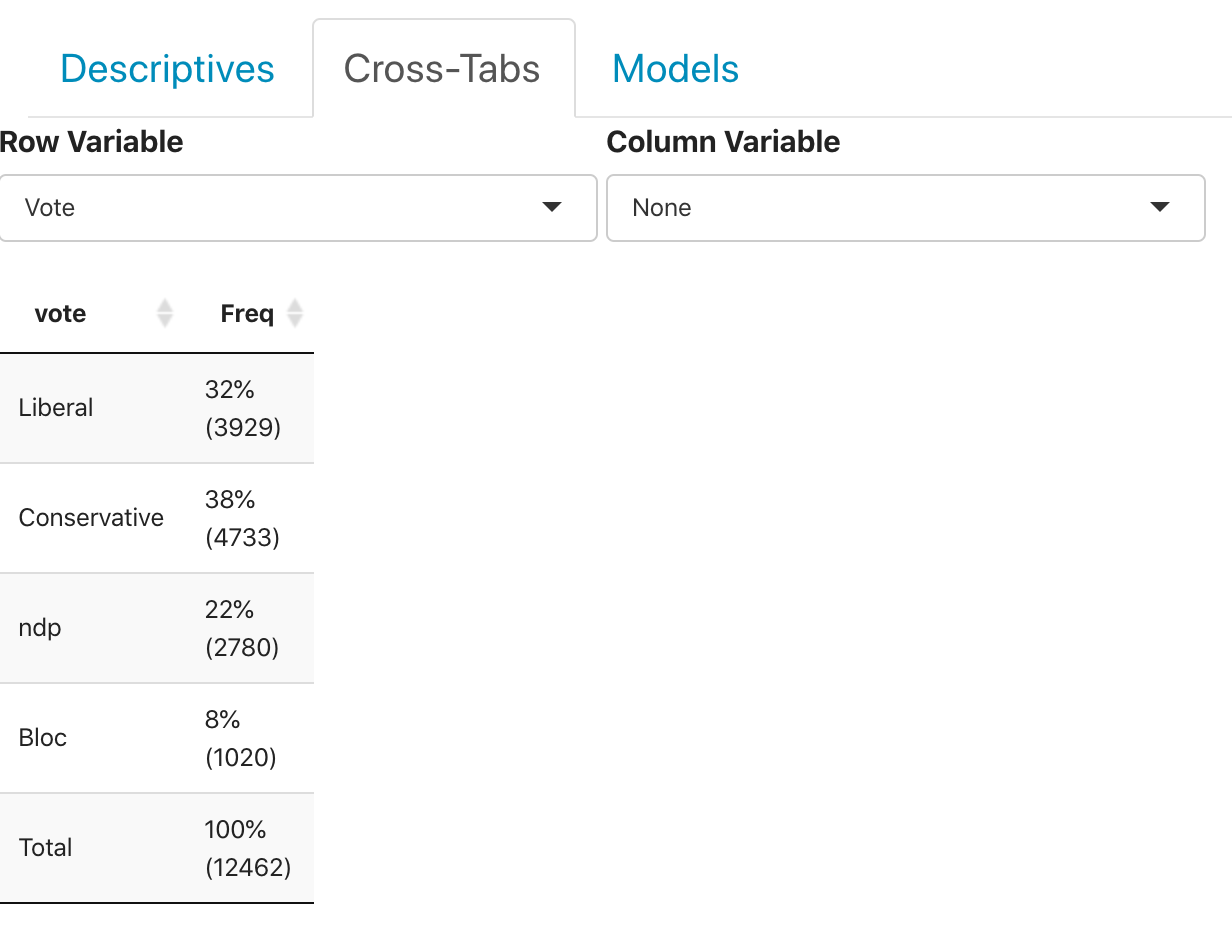 Descriptives Cross-Tabs Models
Row Variable Column Variable
Vote None
vote Freq
Liberal 32% (3929)
Conservative 38% (4733)
ndp 22% (2780)
Bloc 8% (1020)
Total 100% (12462)